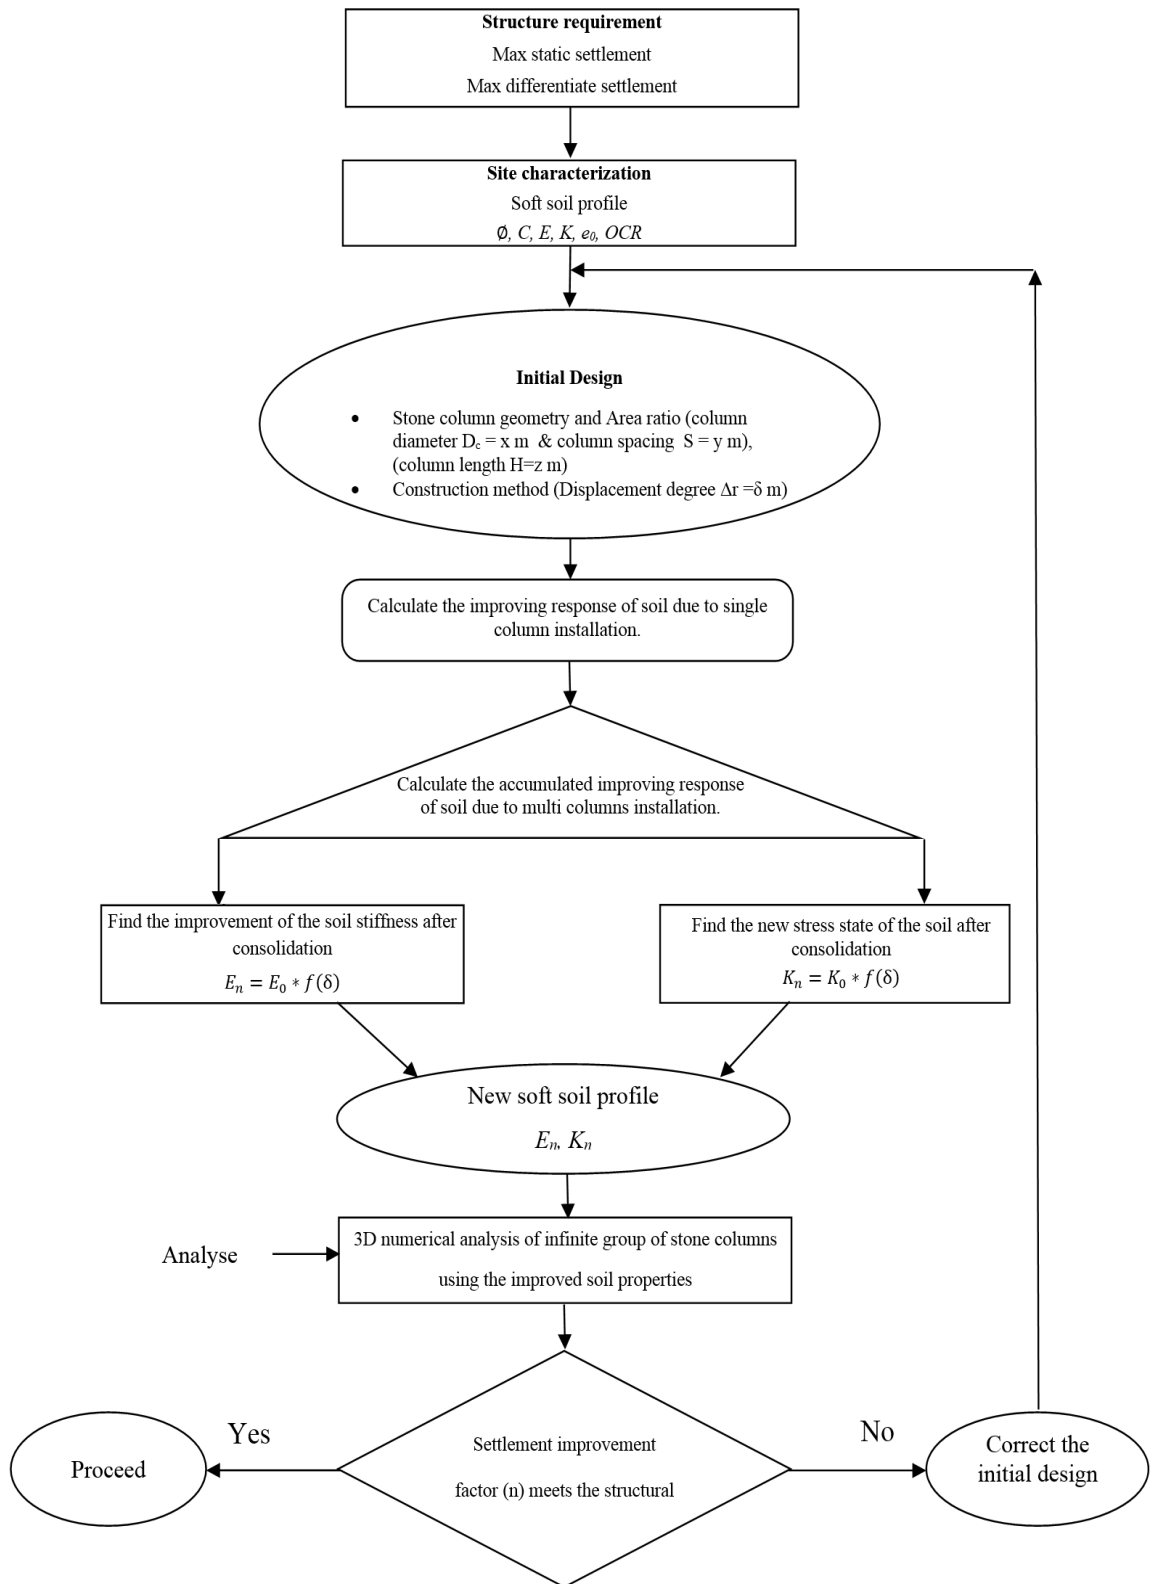 Structure requirement
Max static settlement
Max differentiate settlement
Site characterization
Soft soil profile
Ø, C, E, K, e₀, OCR
Initial Design
• Stone column geometry and Area ratio (column
diameter D꜀ = x m & column spacing S = y m),
(column length H=z m)
• Construction method (Displacement degree Δr =δ m)
Calculate the improving response of soil due to single
column installation.
Calculate the accumulated improving response
of soil due to multi columns installation.
Find the improvement of the soil stiffness after
consolidation
Eₙ = E₀ * f(δ)
Find the new stress state of the soil after
consolidation
Kₙ = K₀ * f(δ)
New soft soil profile
Eₙ, Kₙ
Analyse
3D numerical analysis of infinite group of stone columns
using the improved soil properties
Yes
No
Settlement improvement
factor (n) meets the structural
Proceed
Correct the
initial design